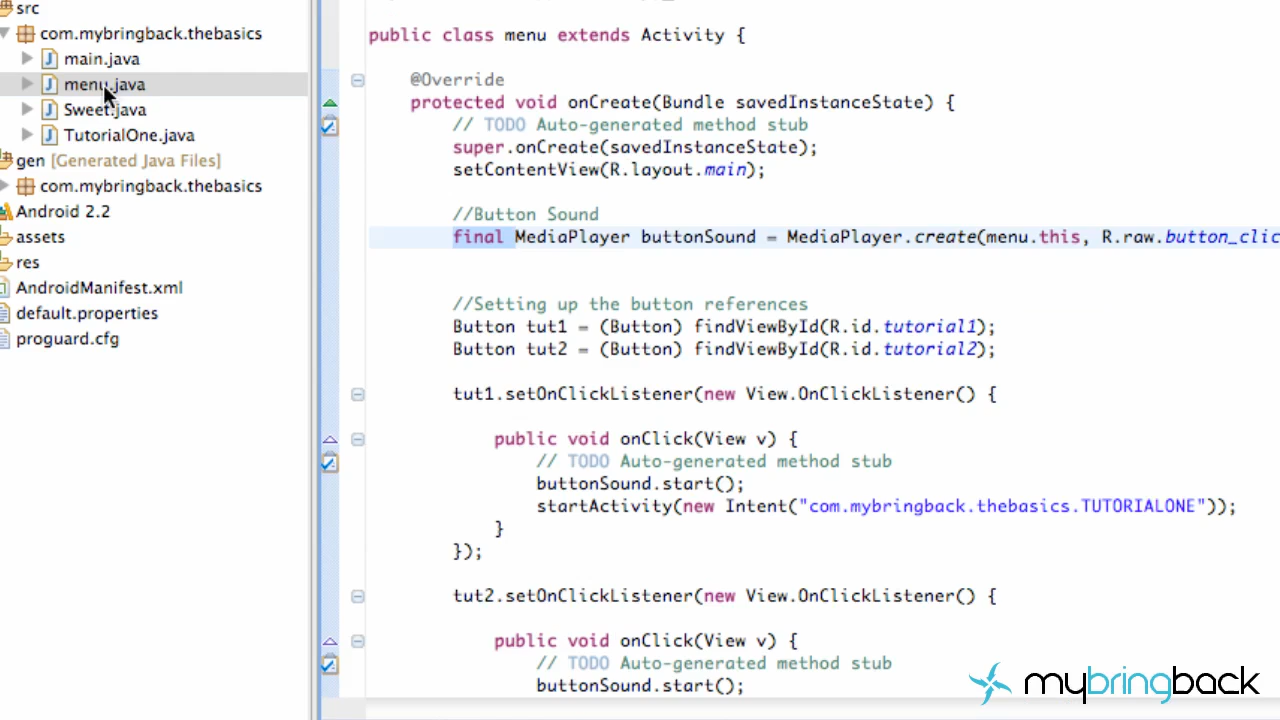 src
com.mybringback.thebasics
main.java
menu.java
Sweet.java
TutorialOne.java
gen [Generated Java Files]
com.mybringback.thebasics
Android 2.2
assets
res
AndroidManifest.xml
default.properties
proguard.cfg
public class menu extends Activity {
@Override
protected void onCreate(Bundle savedInstanceState) {
// TODO Auto-generated method stub
super.onCreate(savedInstanceState);
setContentView(R.layout.main);
//Button Sound
final MediaPlayer buttonSound = MediaPlayer.create(menu.this, R.raw.button_clic
//Setting up the button references
Button tut1 = (Button) findViewById(R.id.tutorial1);
Button tut2 = (Button) findViewById(R.id.tutorial2);
tut1.setOnClickListener(new View.OnClickListener() {
public void onClick(View v) {
// TODO Auto-generated method stub
buttonSound.start();
startActivity(new Intent("com.mybringback.thebasics.TUTORIALONE"));
}
});
tut2.setOnClickListener(new View.OnClickListener() {
public void onClick(View v) {
// TODO Auto-generated method stub
buttonSound.start();
mybringback